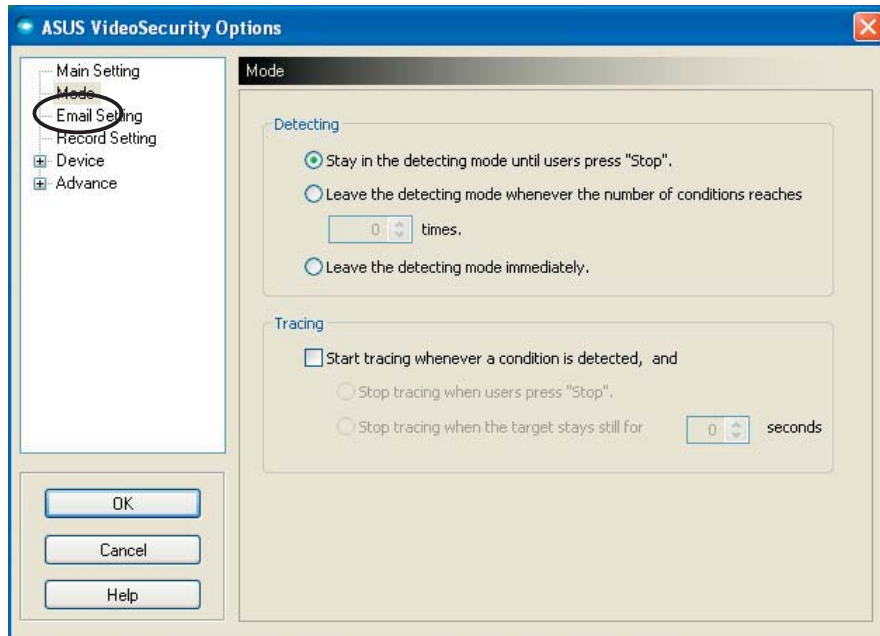 ASUS VideoSecurity Options
Main Setting
Mode
Email Setting
Record Setting
Device
Advance
OK
Cancel
Help
Mode
Detecting
Stay in the detecting mode until users press "Stop".
Leave the detecting mode whenever the number of conditions reaches
0 times.
Leave the detecting mode immediately.
Tracing
Start tracing whenever a condition is detected, and
Stop tracing when users press "Stop".
Stop tracing when the target stays still for 0 seconds